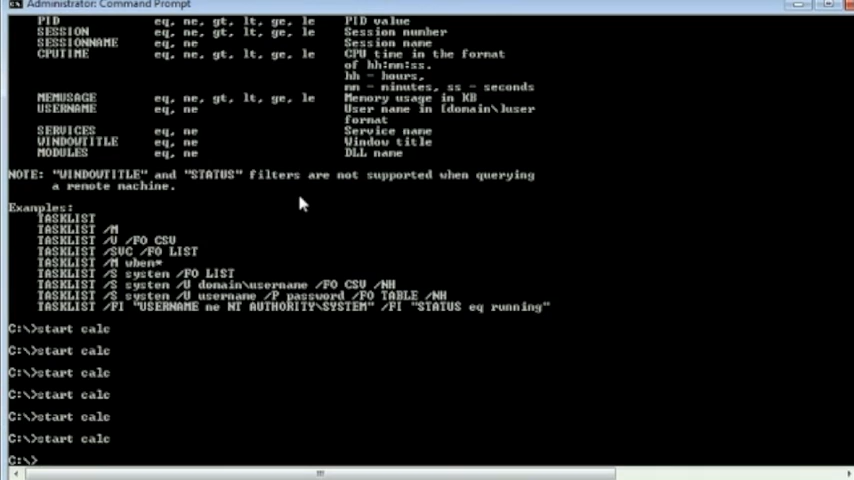 Administrator: Command Prompt
PID eq, ne, gt, lt, ge, le PID value
SESSION eq, ne, gt, lt, ge, le Session number
SESSIONNAME eq, ne Session name
CPUTIME eq, ne, gt, lt, ge, le CPU time in the format
of hh:mm:ss.
hh - hours,
mm - minutes, ss - seconds
MEMUSAGE eq, ne, gt, lt, ge, le Memory usage in KB
USERNAME eq, ne User name in [domain\]user
format
SERVICES eq, ne Service name
WINDOWTITLE eq, ne Window title
MODULES eq, ne DLL name
NOTE: "WINDOWTITLE" and "STATUS" filters are not supported when querying
a remote machine.
Examples:
TASKLIST
TASKLIST /M
TASKLIST /V /FO CSV
TASKLIST /SVC /FO LIST
TASKLIST /M wbem*
TASKLIST /S system /FO LIST
TASKLIST /S system /U domain\username /FO CSV /NH
TASKLIST /S system /U username /P password /FO TABLE /NH
TASKLIST /FI "USERNAME ne NT AUTHORITY\SYSTEM" /FI "STATUS eq running"
C:\>start calc
C:\>start calc
C:\>start calc
C:\>start calc
C:\>start calc
C:\>start calc
C:\>